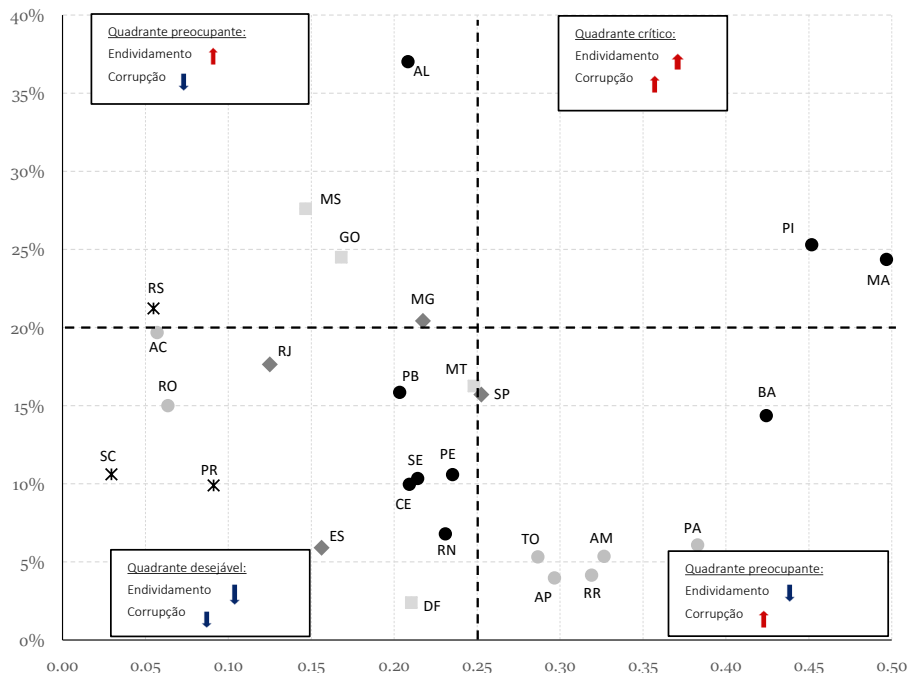 40%
Quadrante preocupante:
Endividamento
Corrupção
Quadrante crítico:
Endividamento
Corrupção
AL
35%
30%
MS
GO
PI
25%
MA
RS
MG
20%
AC
RJ
MT
PB
RO
SP
BA
15%
SC
PR
SE
PE
10%
CE
ES
RN
TO
AM
PA
5%
AP
RR
DF
Quadrante desejável:
Endividamento
Corrupção
Quadrante preocupante:
Endividamento
Corrupção
0%
0.00 0.05 0.10 0.15 0.20 0.25 0.30 0.35 0.40 0.45 0.50